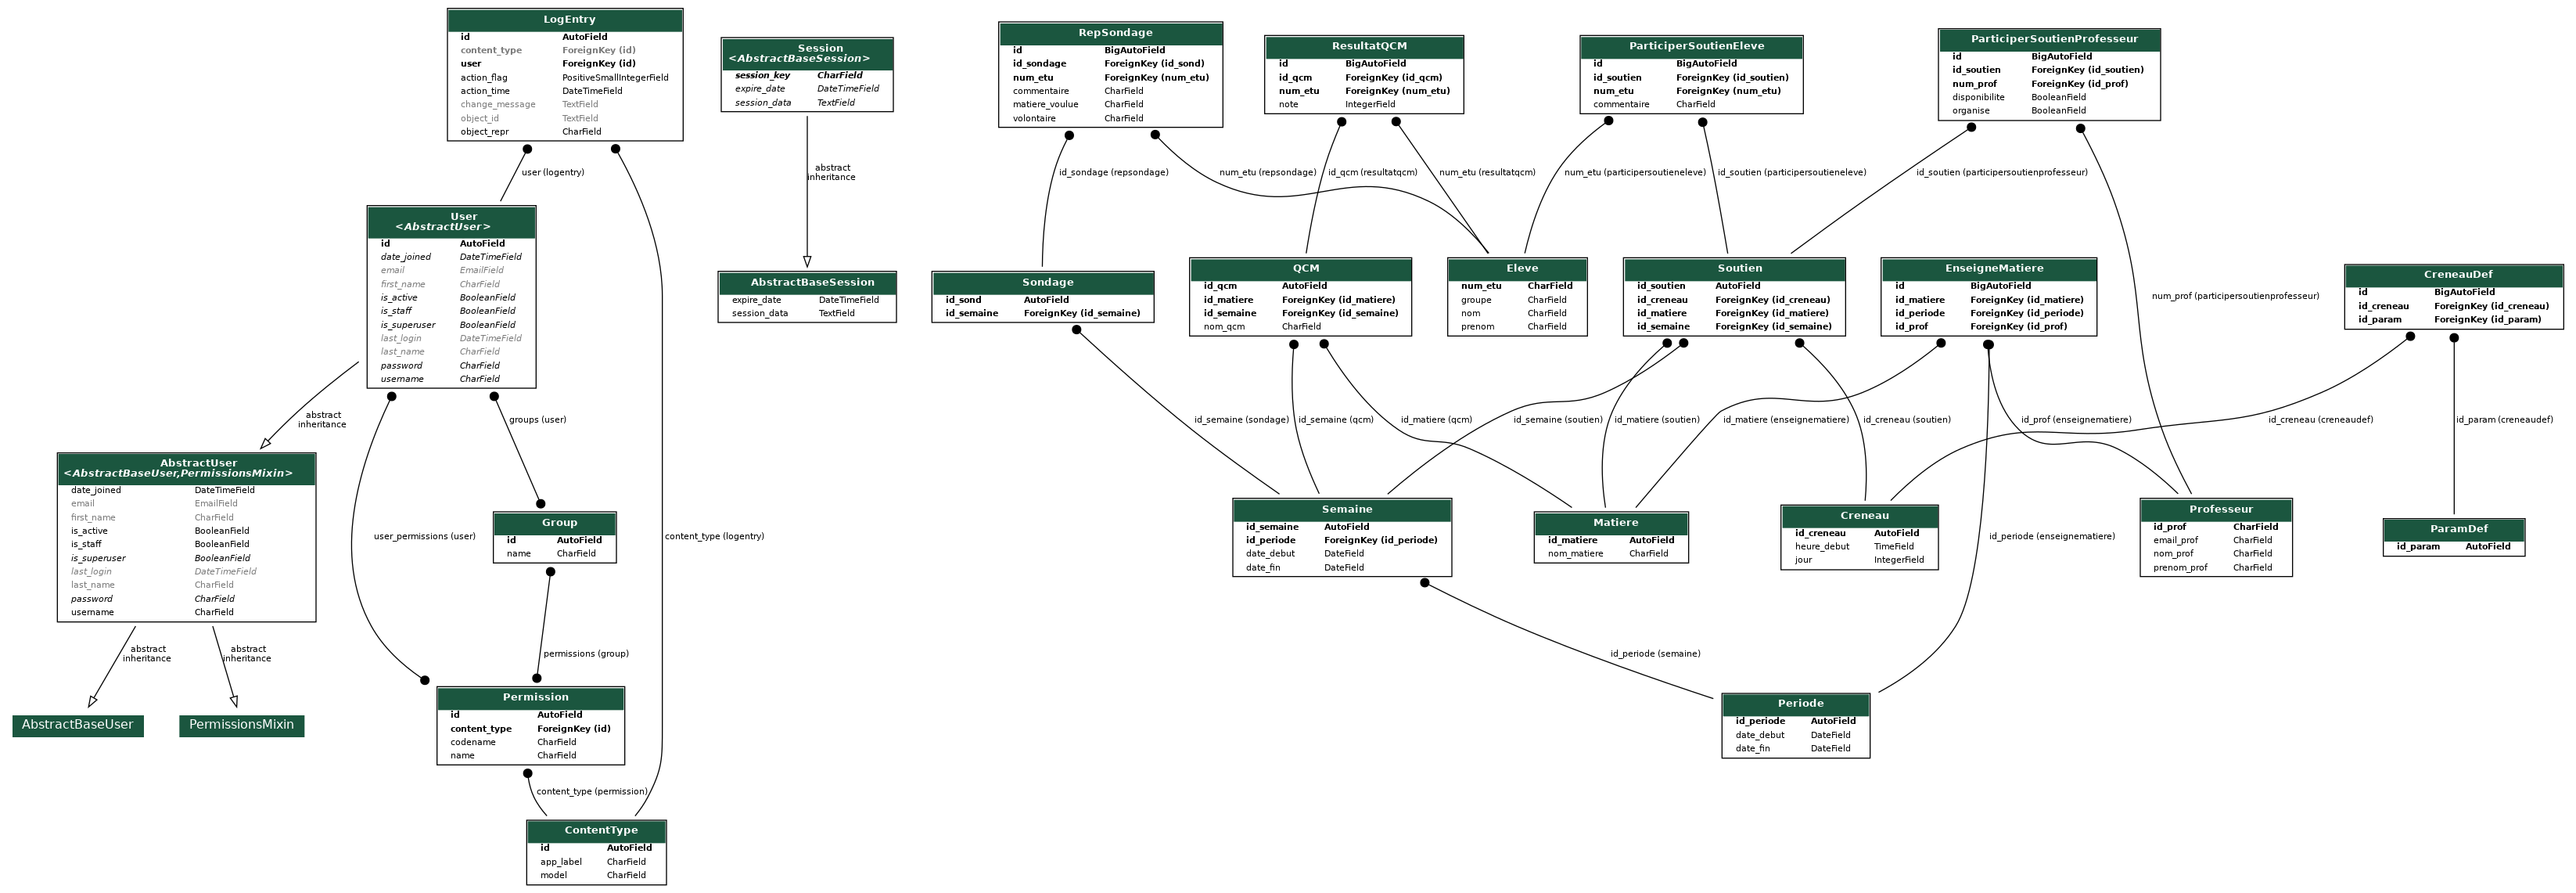 LogEntry
id AutoField
content_type ForeignKey (id)
user ForeignKey (id)
action_flag PositiveSmallIntegerField
action_time DateTimeField
change_message TextField
object_id TextField
object_repr CharField
Session
<AbstractBaseSession>
session_key CharField
expire_date DateTimeField
session_data TextField
RepSondage
id BigAutoField
id_sondage ForeignKey (id_sond)
num_etu ForeignKey (num_etu)
commentaire CharField
matiere_voulue CharField
volontaire CharField
ResultatQCM
id BigAutoField
id_qcm ForeignKey (id_qcm)
num_etu ForeignKey (num_etu)
note IntegerField
ParticiperSoutienEleve
id BigAutoField
id_soutien ForeignKey (id_soutien)
num_etu ForeignKey (num_etu)
commentaire CharField
ParticiperSoutienProfesseur
id BigAutoField
id_soutien ForeignKey (id_soutien)
num_prof ForeignKey (id_prof)
disponibilite BooleanField
organise BooleanField
user (logentry)
abstract
inheritance
id_sondage (repsondage)
num_etu (repsondage)
id_qcm (resultatqcm)
num_etu (resultatqcm)
num_etu (participersoutieneleve)
id_soutien (participersoutieneleve)
id_soutien (participersoutienprofesseur)
User
<AbstractUser>
id AutoField
date_joined DateTimeField
email EmailField
first_name CharField
is_active BooleanField
is_staff BooleanField
is_superuser BooleanField
last_login DateTimeField
last_name CharField
password CharField
username CharField
AbstractBaseSession
expire_date DateTimeField
session_data TextField
Sondage
id_sond AutoField
id_semaine ForeignKey (id_semaine)
QCM
id_qcm AutoField
id_matiere ForeignKey (id_matiere)
id_semaine ForeignKey (id_semaine)
nom_qcm CharField
Eleve
num_etu CharField
groupe CharField
nom CharField
prenom CharField
Soutien
id_soutien AutoField
id_creneau ForeignKey (id_creneau)
id_matiere ForeignKey (id_matiere)
id_semaine ForeignKey (id_semaine)
EnseigneMatiere
id BigAutoField
id_matiere ForeignKey (id_matiere)
id_periode ForeignKey (id_periode)
id_prof ForeignKey (id_prof)
num_prof (participersoutienprofesseur)
CreneauDef
id BigAutoField
id_creneau ForeignKey (id_creneau)
id_param ForeignKey (id_param)
abstract
inheritance
groups (user)
id_semaine (sondage)
id_semaine (qcm)
id_matiere (qcm)
id_semaine (soutien)
id_matiere (soutien)
id_matiere (enseignematiere)
id_creneau (soutien)
id_prof (enseignematiere)
id_creneau (creneaudef)
id_param (creneaudef)
AbstractUser
<AbstractBaseUser,PermissionsMixin>
date_joined DateTimeField
email EmailField
first_name CharField
is_active BooleanField
is_staff BooleanField
is_superuser BooleanField
last_login DateTimeField
last_name CharField
password CharField
username CharField
user_permissions (user)
Group
id AutoField
name CharField
content_type (logentry)
Semaine
id_semaine AutoField
id_periode ForeignKey (id_periode)
date_debut DateField
date_fin DateField
Matiere
id_matiere AutoField
nom_matiere CharField
Creneau
id_creneau AutoField
heure_debut TimeField
jour IntegerField
id_periode (enseignematiere)
Professeur
id_prof CharField
email_prof CharField
nom_prof CharField
prenom_prof CharField
ParamDef
id_param AutoField
abstract
inheritance
abstract
inheritance
permissions (group)
id_periode (semaine)
AbstractBaseUser
PermissionsMixin
Permission
id AutoField
content_type ForeignKey (id)
codename CharField
name CharField
Periode
id_periode AutoField
date_debut DateField
date_fin DateField
content_type (permission)
ContentType
id AutoField
app_label CharField
model CharField